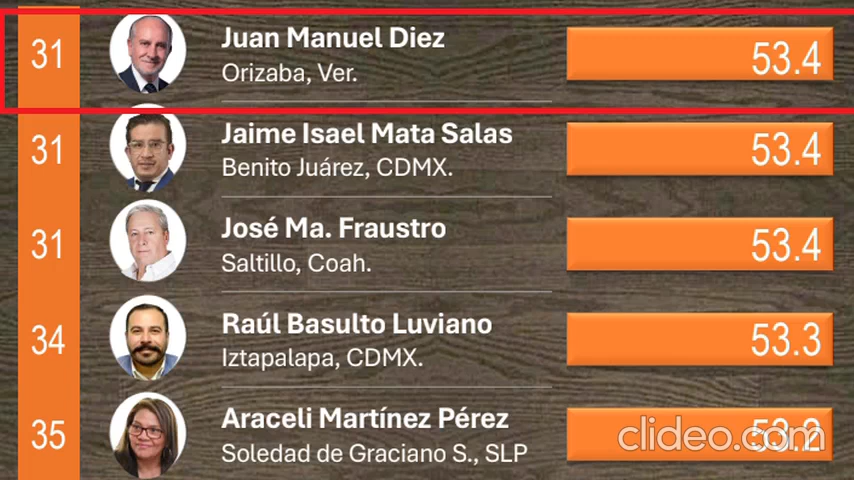 31
Juan Manuel Diez
Orizaba, Ver.
53.4
31
Jaime Isael Mata Salas
Benito Juárez, CDMX.
53.4
31
José Ma. Fraustro
Saltillo, Coah.
53.4
34
Raúl Basulto Luviano
Iztapalapa, CDMX.
53.3
35
Araceli Martínez Pérez
Soledad de Graciano S., SLP
53.2
clideo.com